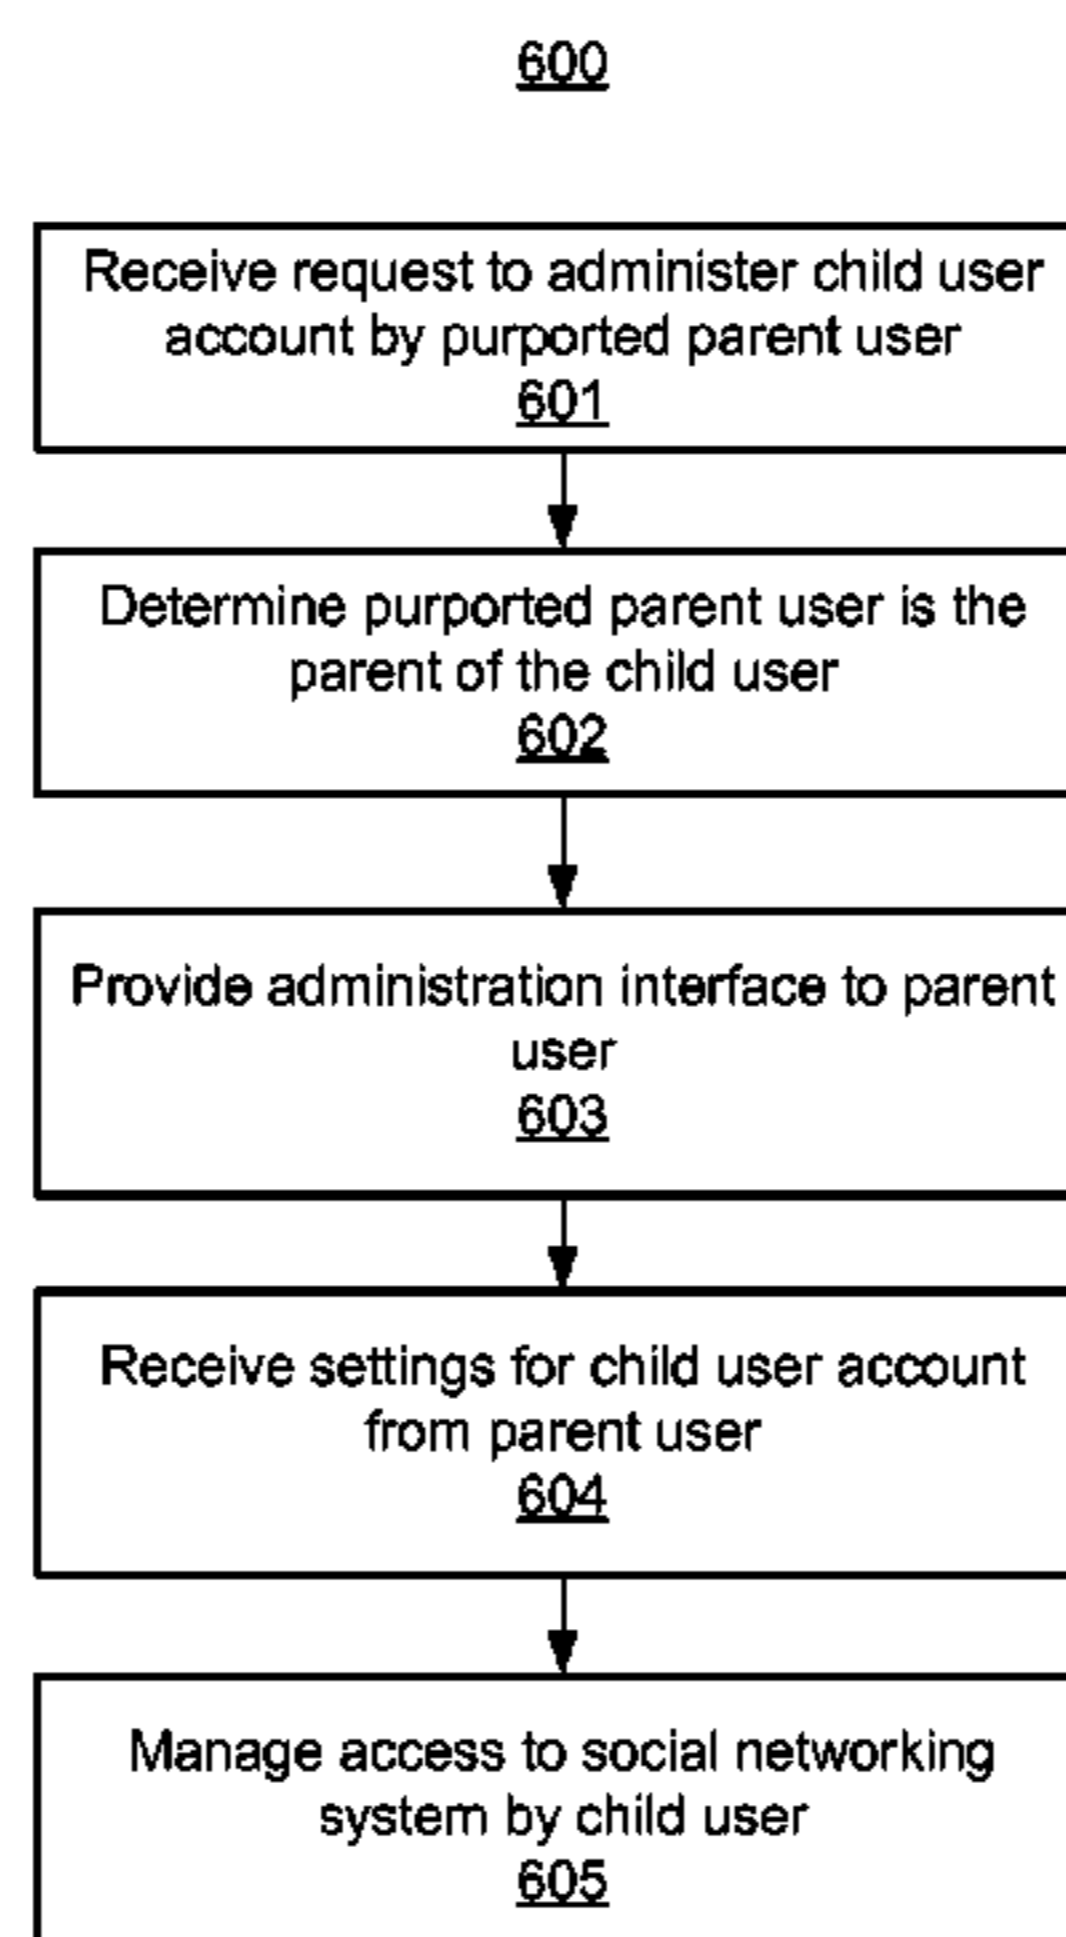 600
Receive request to administer child user
account by purported parent user
601
Determine purported parent user is the
parent of the child user
602
Provide administration interface to parent
user
603
Receive settings for child user account
from parent user
604
Manage access to social networking
system by child user
605